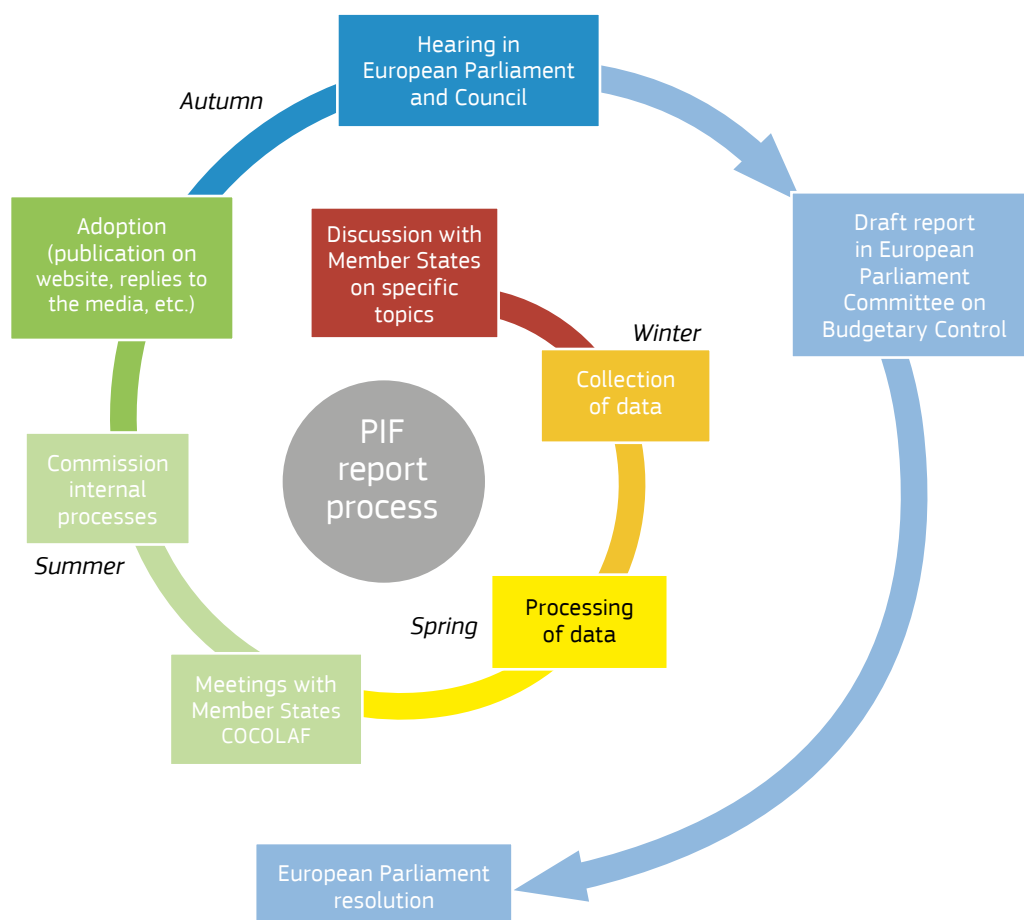 Hearing in
European Parliament
and Council
Autumn
Adoption
(publication on
website, replies to
the media, etc.)
Discussion with
Member States
on specific
topics
Draft report
in European
Parliament
Committee on
Budgetary Control
Winter
Collection
of data
PIF
report
process
Commission
internal
processes
Summer
Spring
Processing
of data
Meetings with
Member States
COCOLAF
European Parliament
resolution